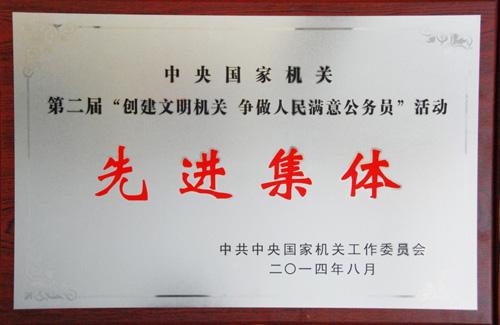 中央国家机关
第二届“创建文明机关 争做人民满意公务员”活动
先进集体
中共中央国家机关工作委员会
二〇一四年八月